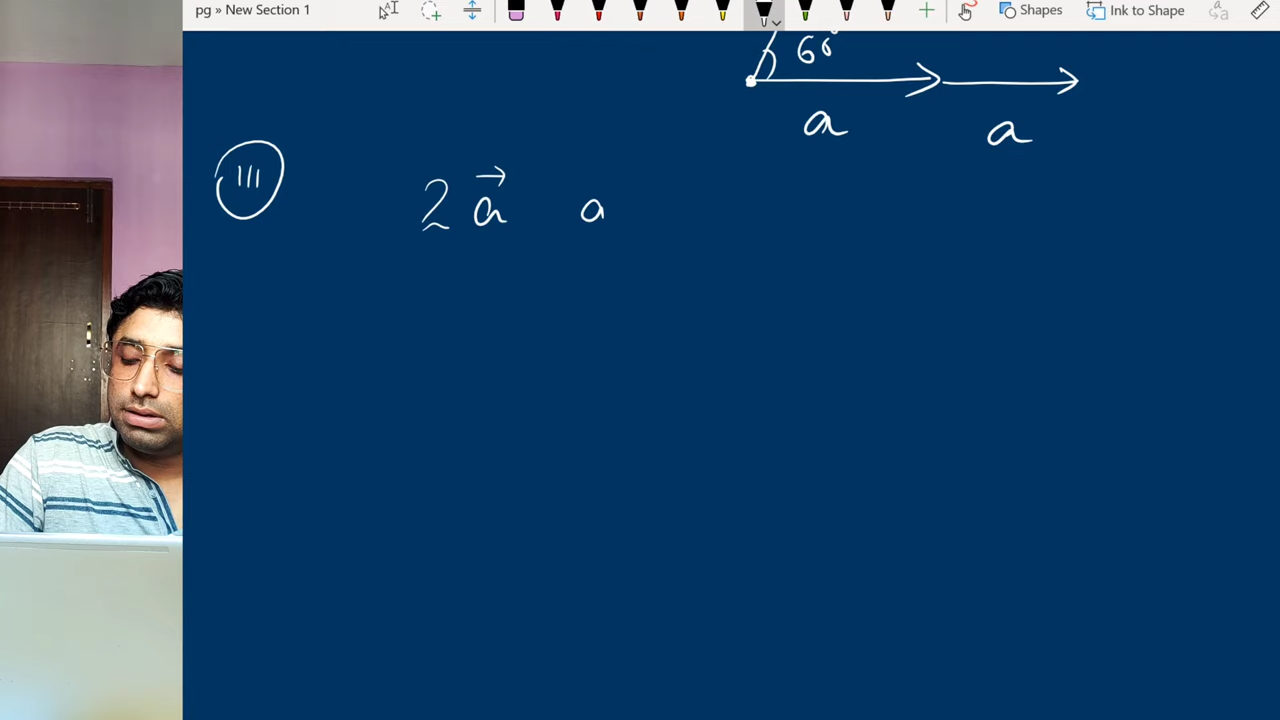 pg » New Section 1 Shapes Ink to Shape
60°
a a
III 2 a⃗ a